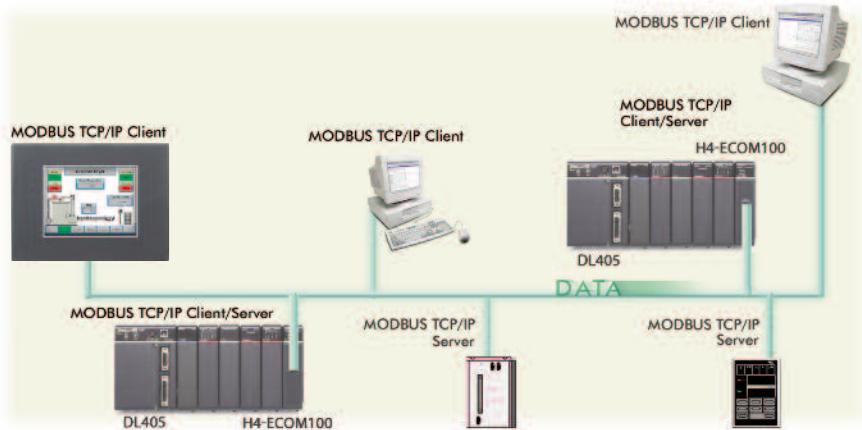 MODBUS TCP/IP Client
MODBUS TCP/IP
Client/Server
MODBUS TCP/IP Client
MODBUS TCP/IP Client
H4-ECOM100
DL405
DATA
MODBUS TCP/IP Client/Server
MODBUS TCP/IP
Server
MODBUS TCP/IP
Server
DL405
H4-ECOM100